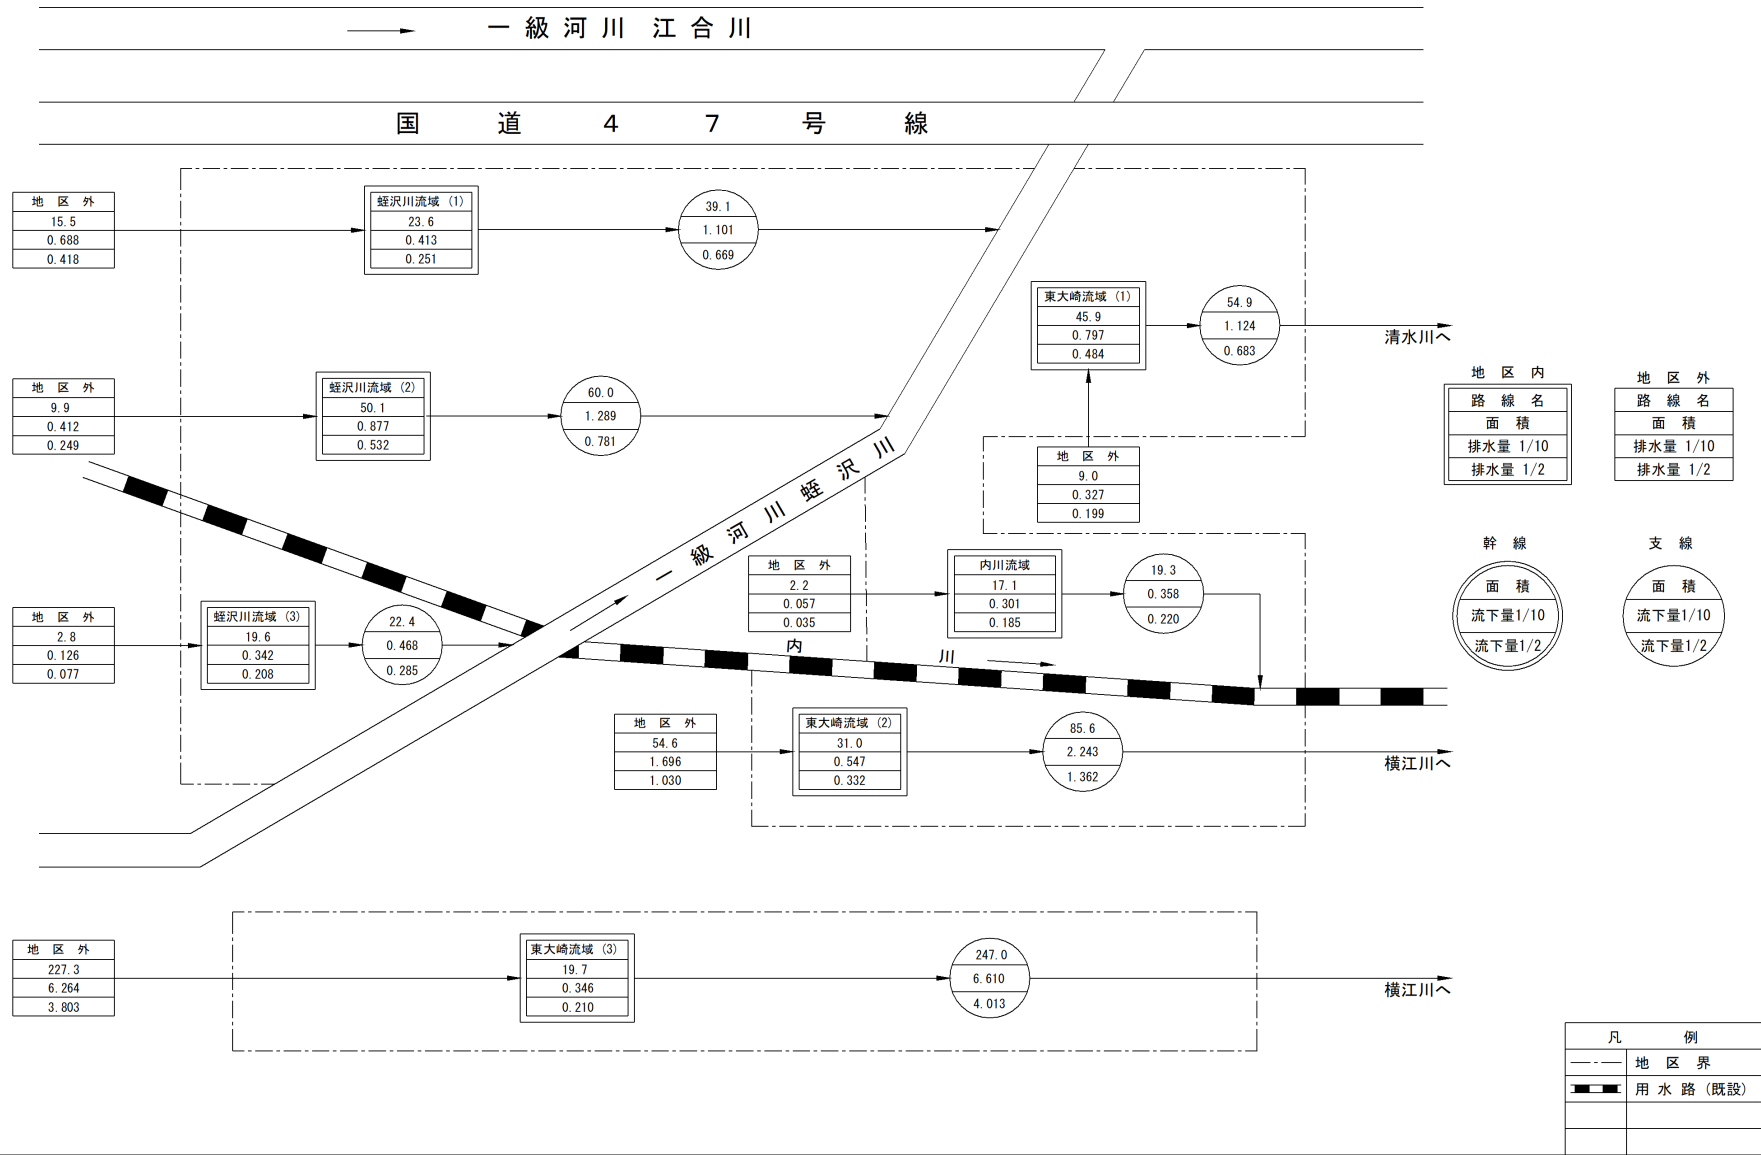 一級河川 江合川
国道47号線
地区外
15.5
0.688
0.418
蛭沢川流域(1)
23.6
0.413
0.251
39.1
1.101
0.669
東大崎流域(1)
45.9
0.797
0.484
54.9
1.124
0.683
清水川へ
地区外
9.9
0.412
0.249
蛭沢川流域(2)
50.1
0.877
0.532
60.0
1.289
0.781
地区外
9.0
0.327
0.199
一級河川蛭沢川
地区内
路線名
面積
排水量 1/10
排水量 1/2
地区外
路線名
面積
排水量 1/10
排水量 1/2
幹線
面積
流下量1/10
流下量1/2
支線
面積
流下量1/10
流下量1/2
地区外
2.8
0.126
0.077
蛭沢川流域(3)
19.6
0.342
0.208
22.4
0.468
0.285
地区外
2.2
0.057
0.035
内川流域
17.1
0.301
0.185
19.3
0.358
0.220
内川
地区外
54.6
1.696
1.030
東大崎流域(2)
31.0
0.547
0.332
85.6
2.243
1.362
横江川へ
地区外
227.3
6.264
3.803
東大崎流域(3)
19.7
0.346
0.210
247.0
6.610
4.013
横江川へ
凡例
地区界
用水路(既設)